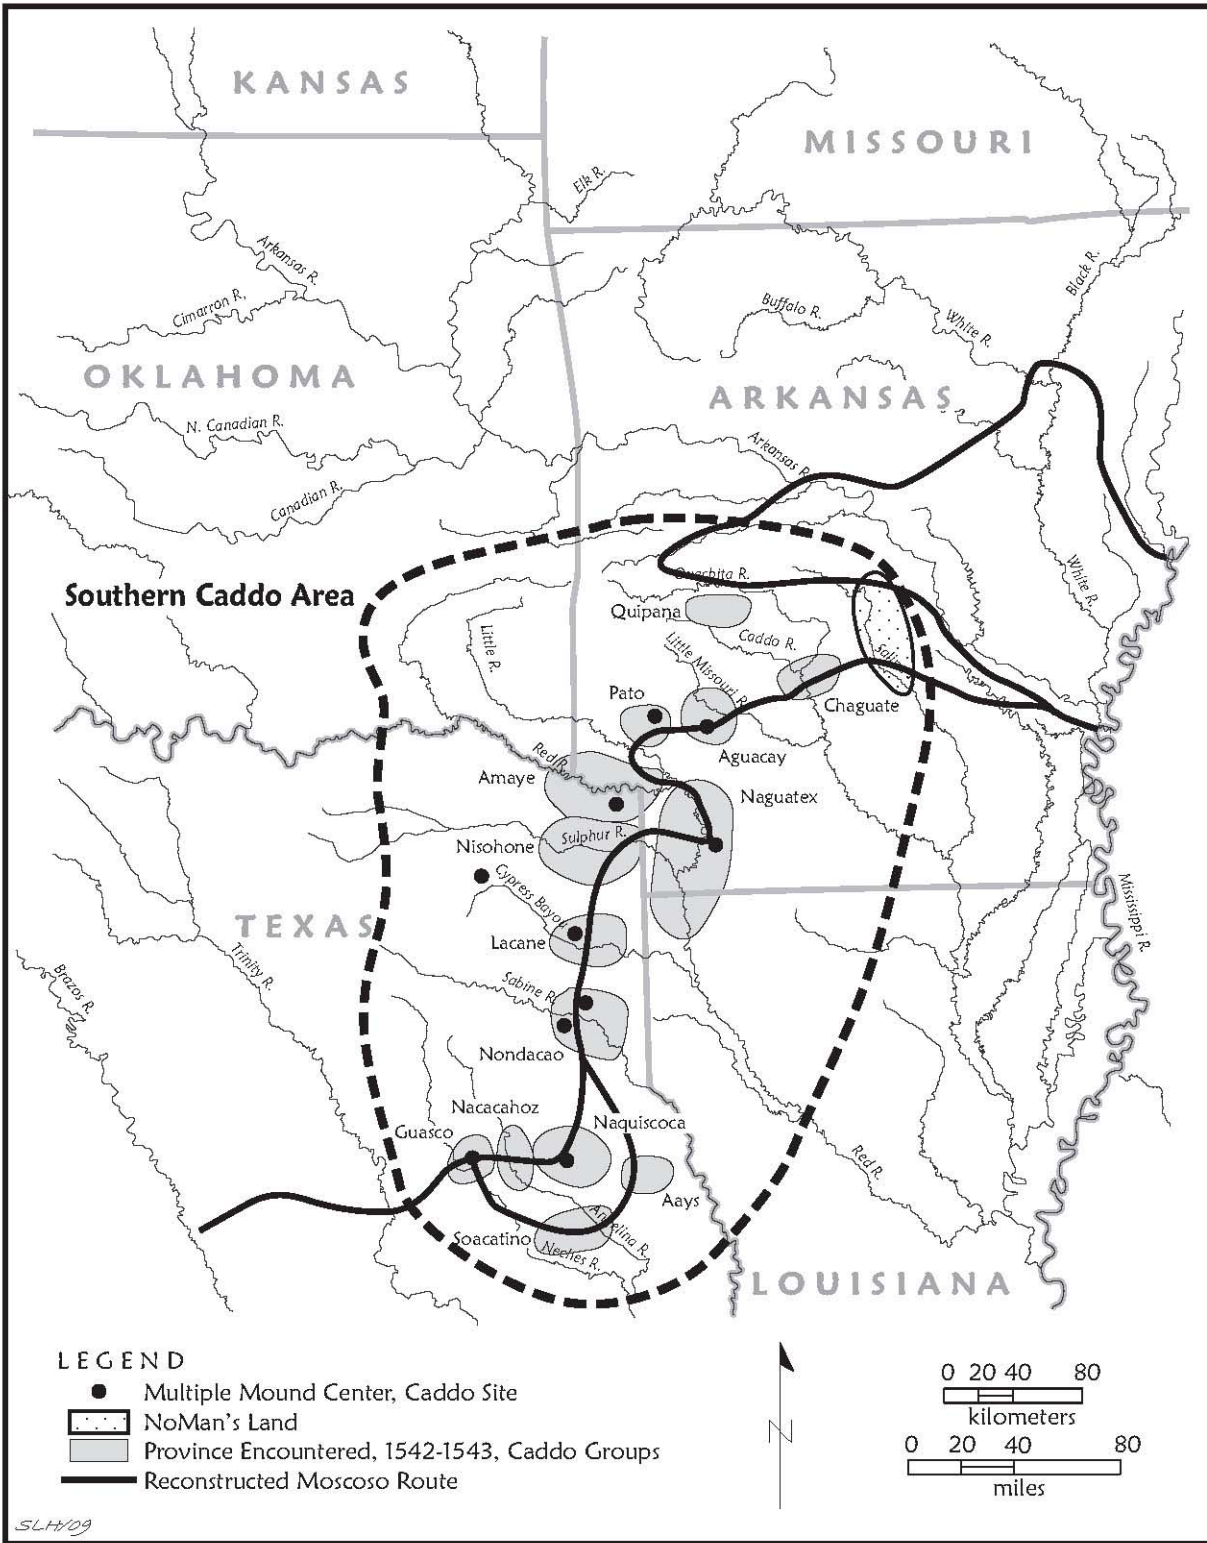 KANSAS
MISSOURI
Elk R.
Arkansas R.
Black R.
Cimarron R.
Buffalo R.
White R.
OKLAHOMA
ARKANSAS
N. Canadian R.
Arkansas R.
Canadian R.
White R.
Southern Caddo Area
Ouachita R.
Quipana
Caddo R.
Little R.
Little Missouri R.
Saline
Pato
Chaguate
Aguacay
Red R.
Amaye
Naguatex
Sulphur R.
Nisohone
Cypress Bayou
Mississippi R.
TEXAS
Lacane
Trinity R.
Sabine R.
Brazos R.
Nondacao
Nacacahoz
Naquiscoca
Guasco
Red R.
Aays
Angelina R.
Soacatino
Neches R.
LOUISIANA
LEGEND
Multiple Mound Center, Caddo Site
NoMan's Land
Province Encountered, 1542-1543, Caddo Groups
Reconstructed Moscoso Route
N
0 20 40 80
kilometers
0 20 40 80
miles
SLH/09